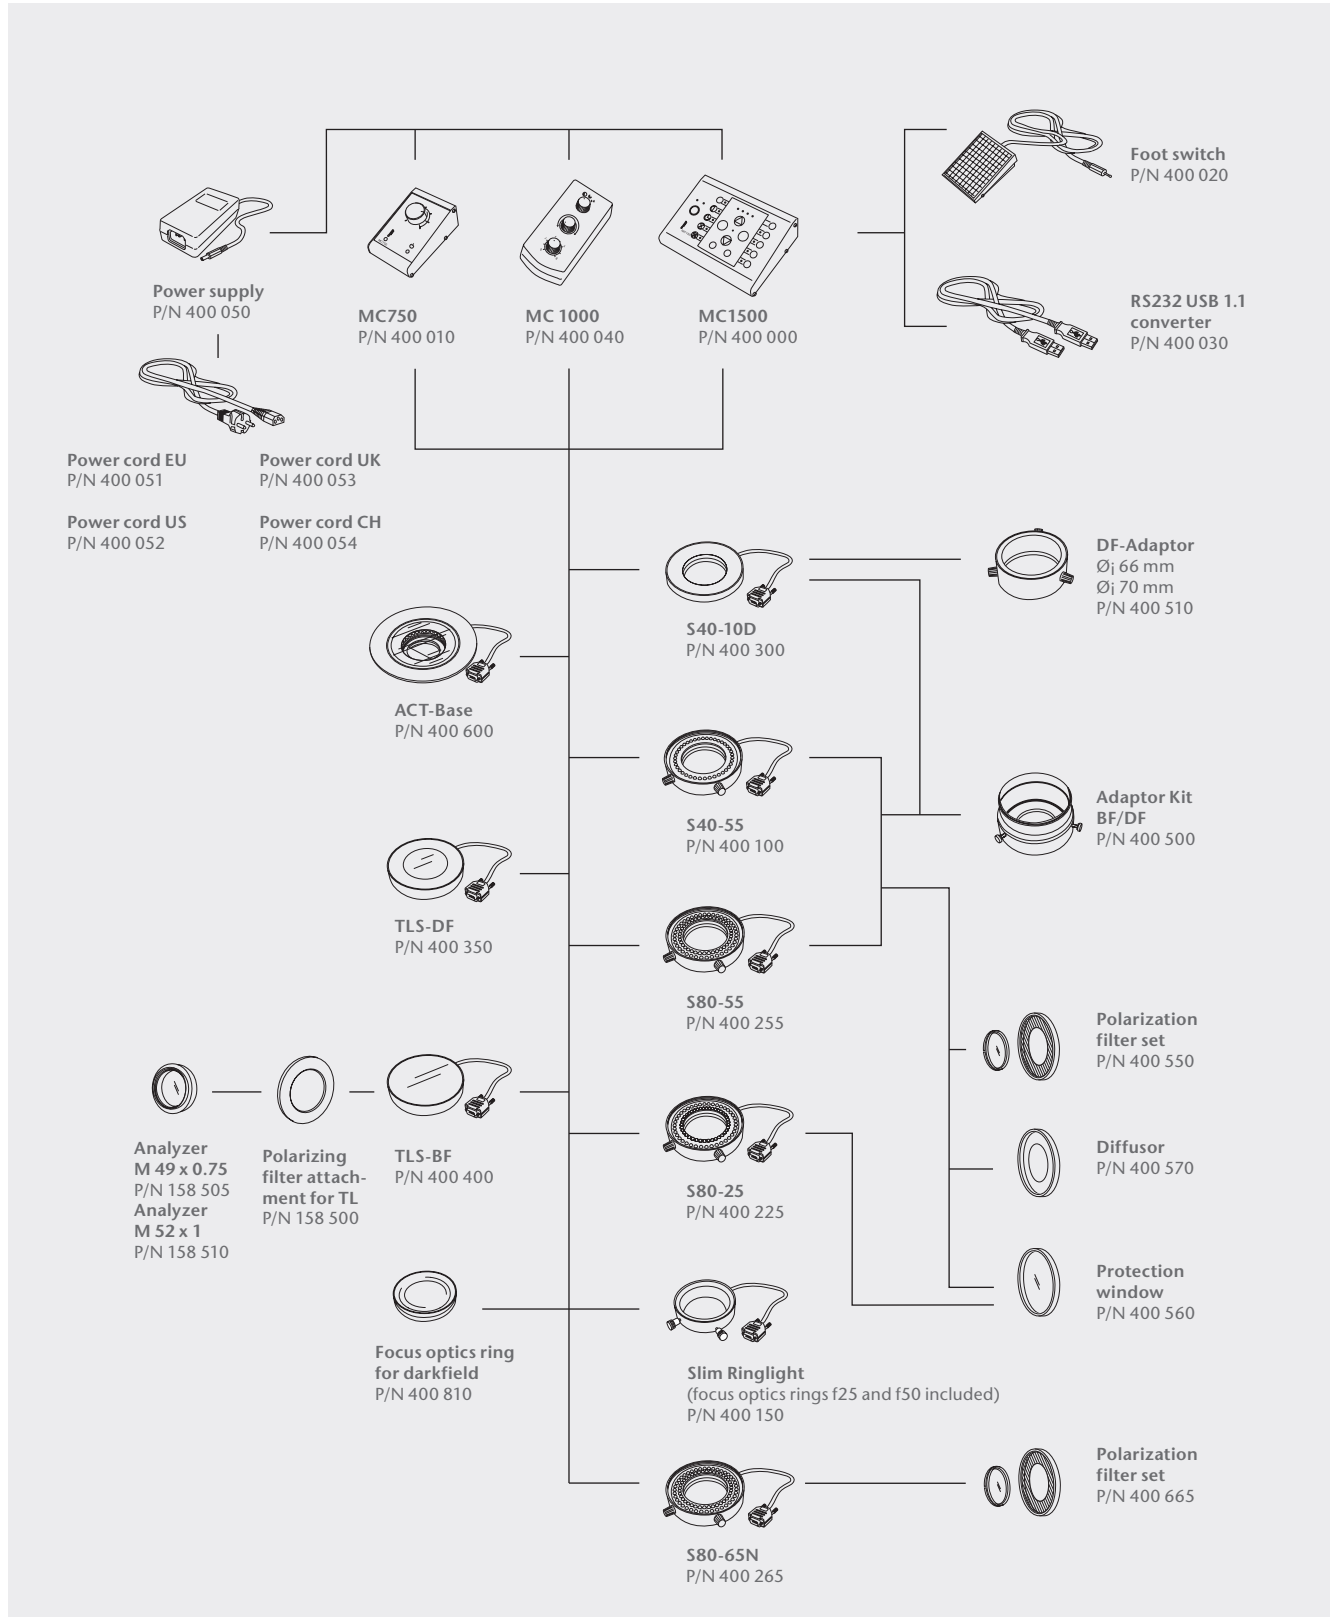 Foot switch
P/N 400 020
Power supply
P/N 400 050
MC750
P/N 400 010
MC 1000
P/N 400 040
MC1500
P/N 400 000
RS232 USB 1.1
converter
P/N 400 030
Power cord EU
P/N 400 051
Power cord UK
P/N 400 053
Power cord US
P/N 400 052
Power cord CH
P/N 400 054
S40-10D
P/N 400 300
DF-Adaptor
Ø¡ 66 mm
Ø¡ 70 mm
P/N 400 510
ACT-Base
P/N 400 600
S40-55
P/N 400 100
Adaptor Kit
BF/DF
P/N 400 500
TLS-DF
P/N 400 350
S80-55
P/N 400 255
Polarization
filter set
P/N 400 550
Analyzer
M 49 x 0.75
P/N 158 505
Analyzer
M 52 x 1
P/N 158 510
Polarizing
filter attach-
ment for TL
P/N 158 500
TLS-BF
P/N 400 400
S80-25
P/N 400 225
Diffusor
P/N 400 570
Protection
window
P/N 400 560
Focus optics ring
for darkfield
P/N 400 810
Slim Ringlight
(focus optics rings f25 and f50 included)
P/N 400 150
S80-65N
P/N 400 265
Polarization
filter set
P/N 400 665